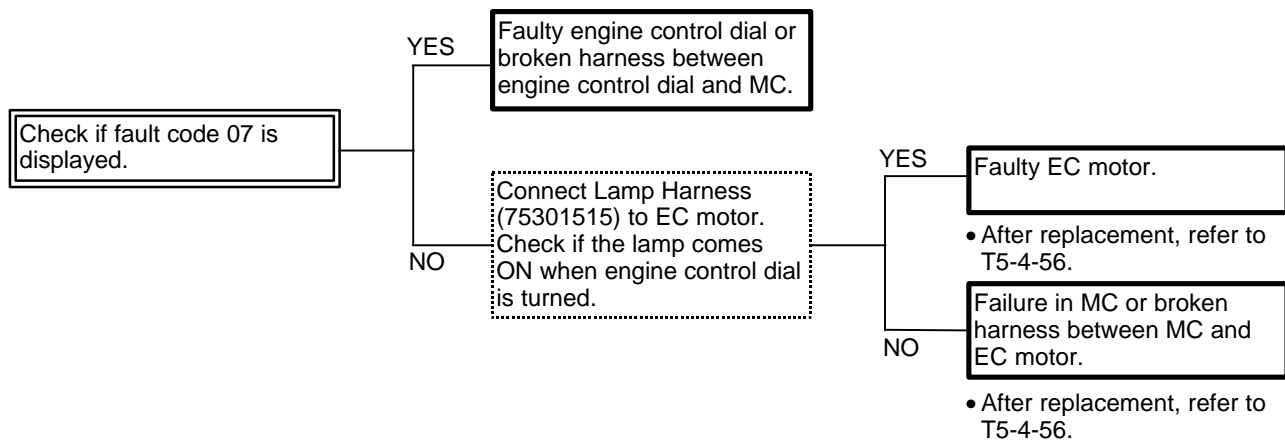 Check if fault code 07 is
displayed.
YES
Faulty engine control dial or
broken harness between
engine control dial and MC.
NO
Connect Lamp Harness
(75301515) to EC motor.
Check if the lamp comes
ON when engine control dial
is turned.
YES
Faulty EC motor.
• After replacement, refer to
T5-4-56.
NO
Failure in MC or broken
harness between MC and
EC motor.
• After replacement, refer to
T5-4-56.